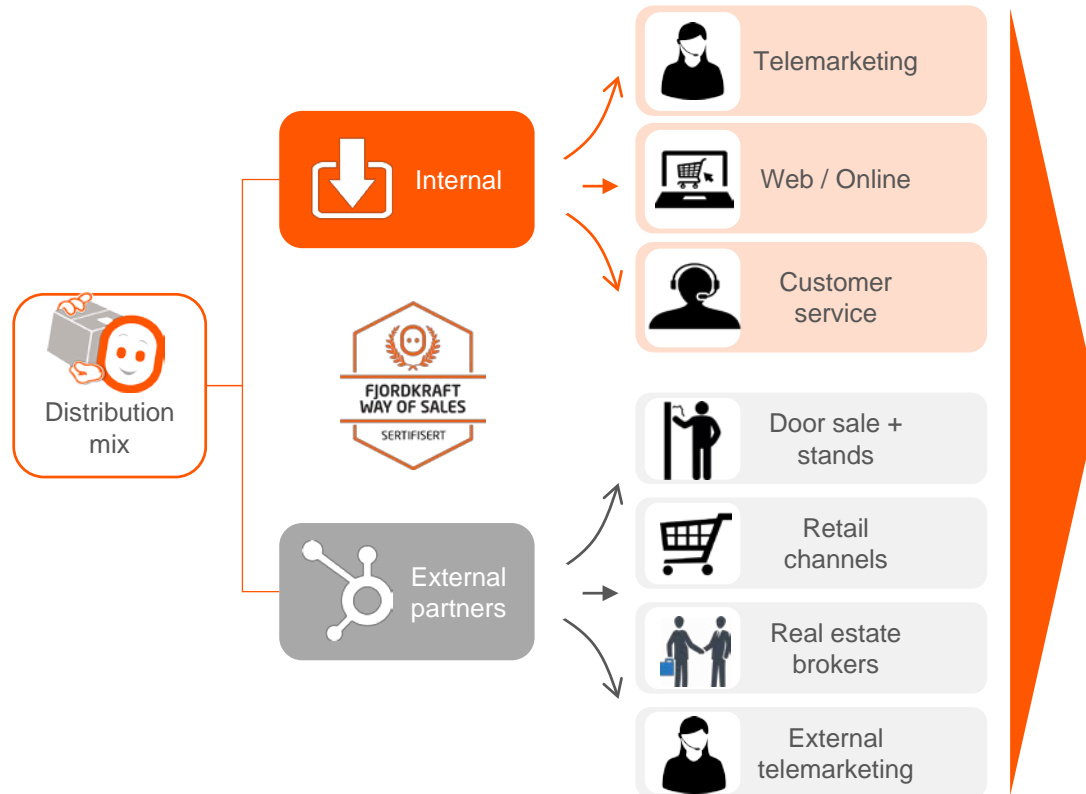 Telemarketing
Internal
Web / Online
Customer
service
Distribution
mix
FJORDKRAFT
WAY OF SALES
SERTIFISERT
Door sale +
stands
Retail
channels
External
partners
Real estate
brokers
External
telemarketing